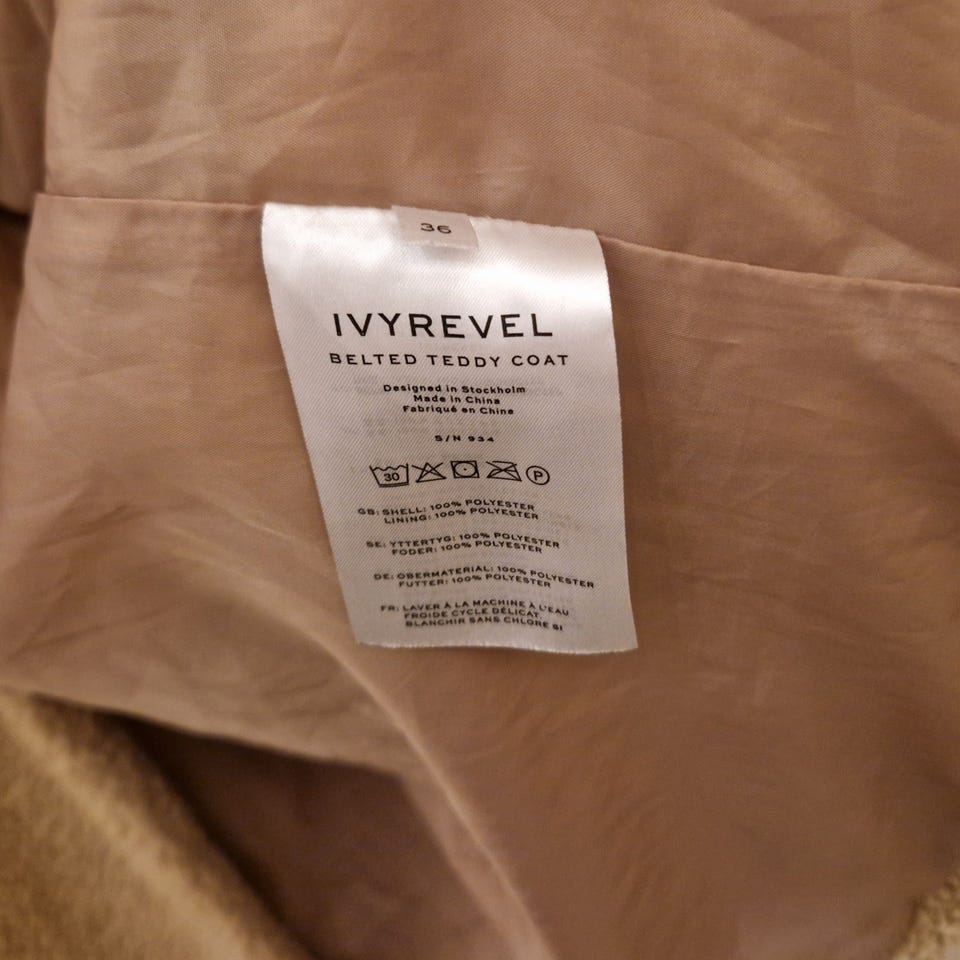 36
IVYREVEL
BELTED TEDDY COAT
Designed in Stockholm
Made in China
Fabriqué en Chine
S/N 934
30 P
GB: SHELL: 100% POLYESTER
LINING: 100% POLYESTER
SE: YTTERTYG: 100% POLYESTER
FODER: 100% POLYESTER
DE: OBERMATERIAL: 100% POLYESTER
FUTTER: 100% POLYESTER
FR: LAVER À LA MACHINE À L'EAU
FROIDE CYCLE DÉLICAT.
BLANCHIR SANS CHLORE SI